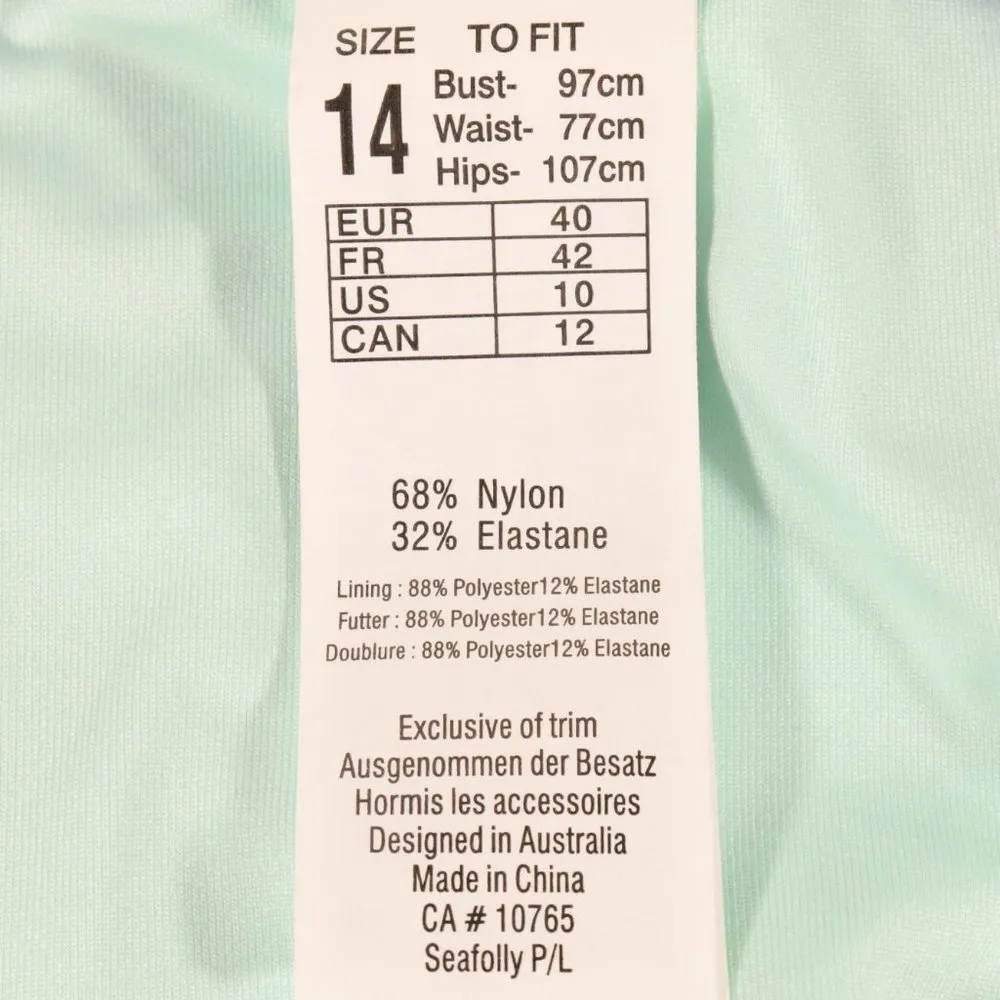 SIZE TO FIT
14 Bust- 97cm
Waist- 77cm
Hips- 107cm
EUR 40
FR 42
US 10
CAN 12
68% Nylon
32% Elastane
Lining : 88% Polyester12% Elastane
Futter : 88% Polyester12% Elastane
Doublure : 88% Polyester12% Elastane
Exclusive of trim
Ausgenommen der Besatz
Hormis les accessoires
Designed in Australia
Made in China
CA # 10765
Seafolly P/L